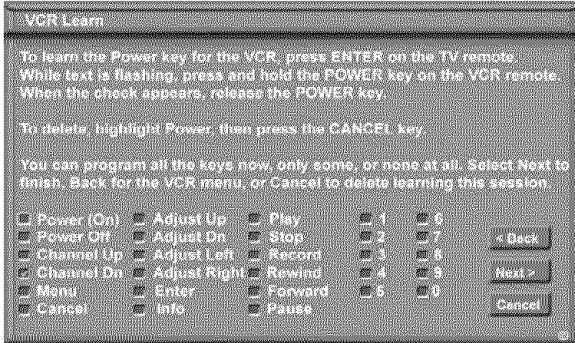 VCR Learn
To learn the Power key for the VCR, press ENTER on the TV remote.
While text is flashing, press and hold the POWER key on the VCR remote.
When the check appears, release the POWER key.
To delete, highlight Power, then press the CANCEL key.
You can program all the keys now, only some, or none at all. Select Next to
finish, Back for the VCR menu, or Cancel to delete learning this session.
Power (On) Adjust Up Play 1 6
Power Off Adjust Dn Stop 2 7
Channel Up Adjust Left Record 3 8
Channel Dn Adjust Right Rewind 4 9
Menu Enter Forward 5 0
Cancel Info Pause
< Back
Next >
Cancel